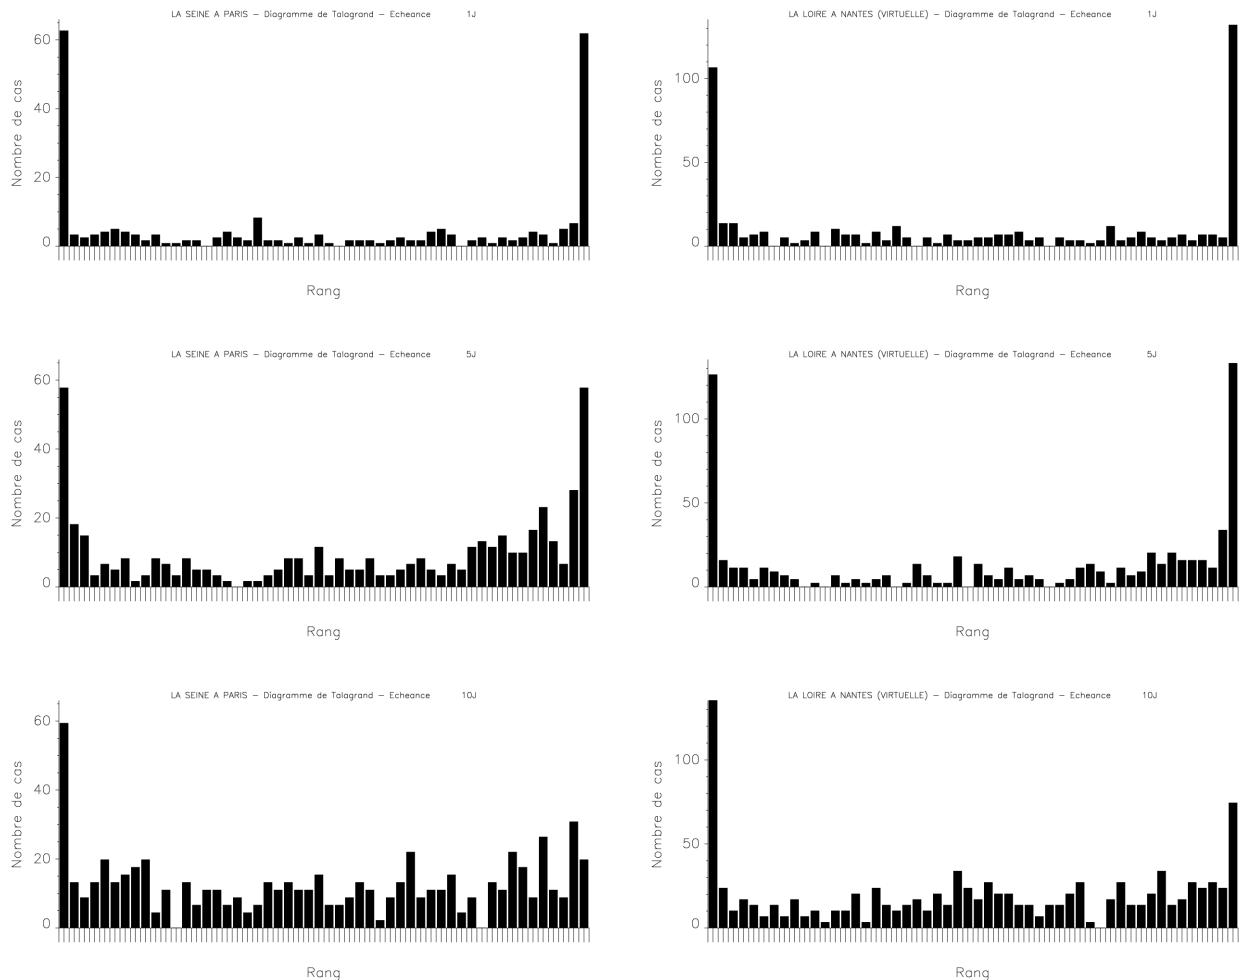 LA SEINE A PARIS – Diagramme de Talagrand – Echeance 1J
60
40
20
0
Nombre de cas
Rang
LA LOIRE A NANTES (VIRTUELLE) – Diagramme de Talagrand – Echeance 1J
100
50
0
Nombre de cas
Rang
LA SEINE A PARIS – Diagramme de Talagrand – Echeance 5J
60
40
20
0
Nombre de cas
Rang
LA LOIRE A NANTES (VIRTUELLE) – Diagramme de Talagrand – Echeance 5J
100
50
0
Nombre de cas
Rang
LA SEINE A PARIS – Diagramme de Talagrand – Echeance 10J
60
40
20
0
Nombre de cas
Rang
LA LOIRE A NANTES (VIRTUELLE) – Diagramme de Talagrand – Echeance 10J
100
50
0
Nombre de cas
Rang